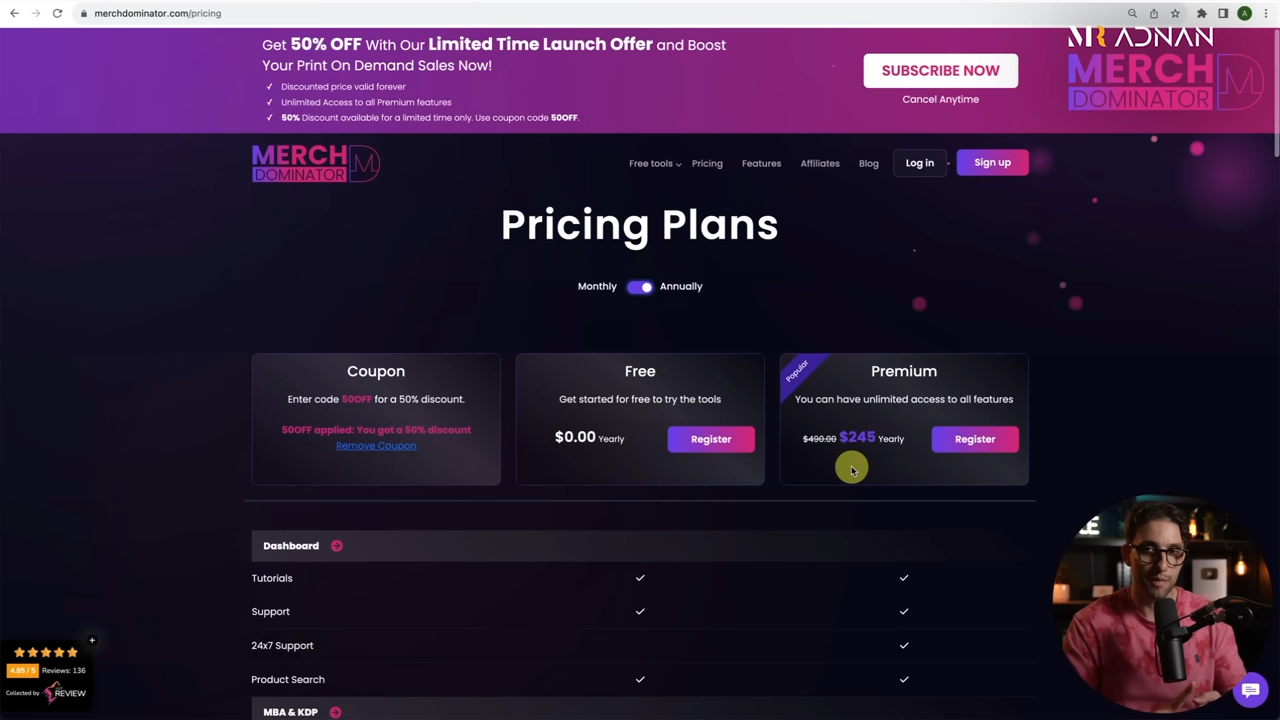 merchdominator.com/pricing
A
MR ADNAN
Get 50% OFF With Our Limited Time Launch Offer and Boost
Your Print On Demand Sales Now!
✓ Discounted price valid forever
✓ Unlimited Access to all Premium features
✓ 50% Discount available for a limited time only. Use coupon code 50OFF.
SUBSCRIBE NOW
Cancel Anytime
MERCH
DOMINATOR
MERCH
DOMINATOR
Free tools
Pricing
Features
Affiliates
Blog
Log in
Sign up
Pricing Plans
Monthly
Annually
Coupon
Enter code 50OFF for a 50% discount.
50OFF applied: You got a 50% discount
Remove Coupon
Free
Get started for free to try the tools
$0.00 Yearly
Register
Popular
Premium
You can have unlimited access to all features
$490.00 $245 Yearly
Register
Dashboard
Tutorials
Support
24x7 Support
Product Search
MBA & KDP
4.85 / 5 Reviews: 136
Collected by
REVIEW